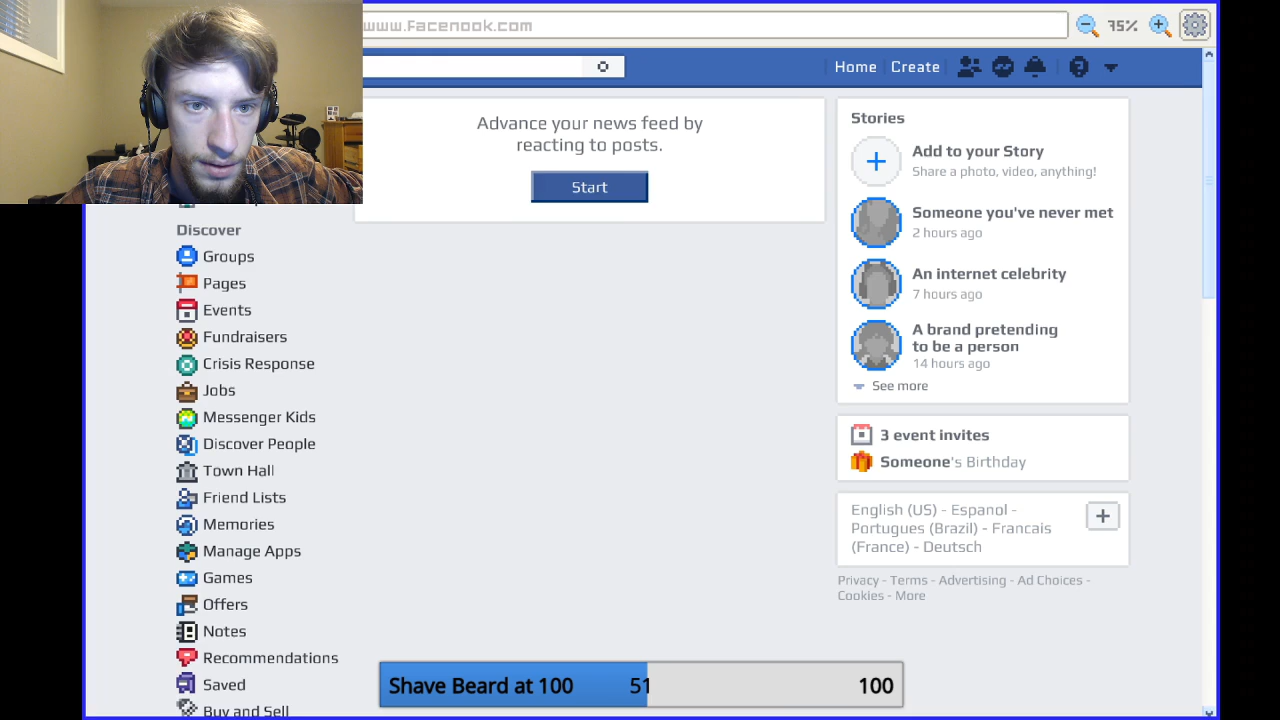 www.Facenook.com
75%
Home
Create
Advance your news feed by
reacting to posts.
Start
Stories
Add to your Story
Share a photo, video, anything!
Someone you've never met
2 hours ago
An internet celebrity
7 hours ago
A brand pretending
to be a person
14 hours ago
See more
3 event invites
Someone's Birthday
English (US) - Espanol -
Portugues (Brazil) - Francais
(France) - Deutsch
Privacy - Terms - Advertising - Ad Choices -
Cookies - More
Discover
Groups
Pages
Events
Fundraisers
Crisis Response
Jobs
Messenger Kids
Discover People
Town Hall
Friend Lists
Memories
Manage Apps
Games
Offers
Notes
Recommendations
Saved
Buy and Sell
Shave Beard at 100 51 100